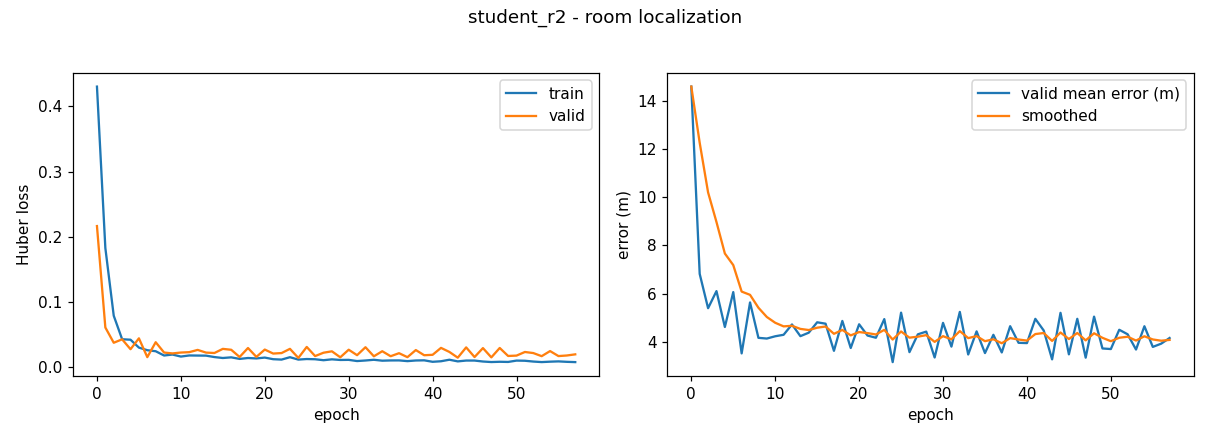 student_r2 - room localization
train
valid
0.4
0.3
0.2
0.1
0.0
Huber loss
0 10 20 30 40 50
epoch
valid mean error (m)
smoothed
14
12
10
8
6
4
error (m)
0 10 20 30 40 50
epoch